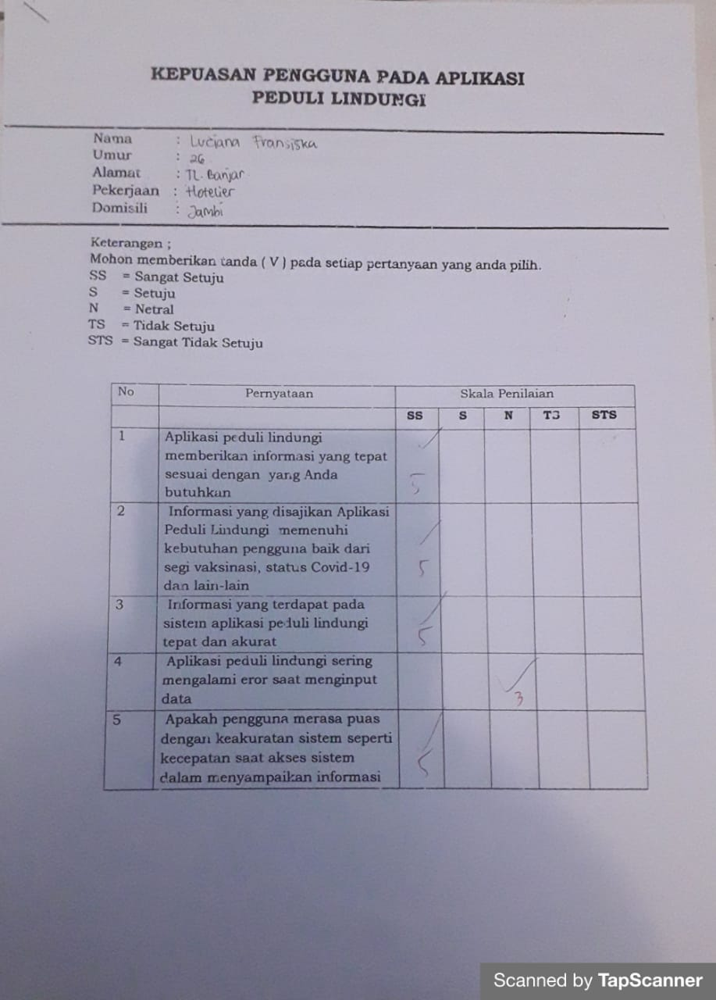 KEPUASAN PENGGUNA PADA APLIKASI
PEDULI LINDUNGI
Nama : Luciana Fransiska
Umur : 26
Alamat : TL. Banjar
Pekerjaan : Hotelier
Domisili : Jambi
Keterangan ;
Mohon memberikan tanda ( V ) pada setiap pertanyaan yang anda pilih.
SS = Sangat Setuju
S = Setuju
N = Netral
TS = Tidak Setuju
STS = Sangat Tidak Setuju
No Pernyataan Skala Penilaian
SS S N TS STS
1 Aplikasi peduli lindungi ✓
memberikan informasi yang tepat
sesuai dengan yang Anda 5
butuhkan
2 Informasi yang disajikan Aplikasi
Peduli Lindungi memenuhi ✓
kebutuhan pengguna baik dari
segi vaksinasi, status Covid-19 5
dan lain-lain
3 Informasi yang terdapat pada ✓
sistem aplikasi peduli lindungi
tepat dan akurat 5
4 Aplikasi peduli lindungi sering
mengalami eror saat menginput ✓
data 3
5 Apakah pengguna merasa puas
dengan keakuratan sistem seperti ✓
kecepatan saat akses sistem 5
dalam menyampaikan informasi
Scanned by TapScanner